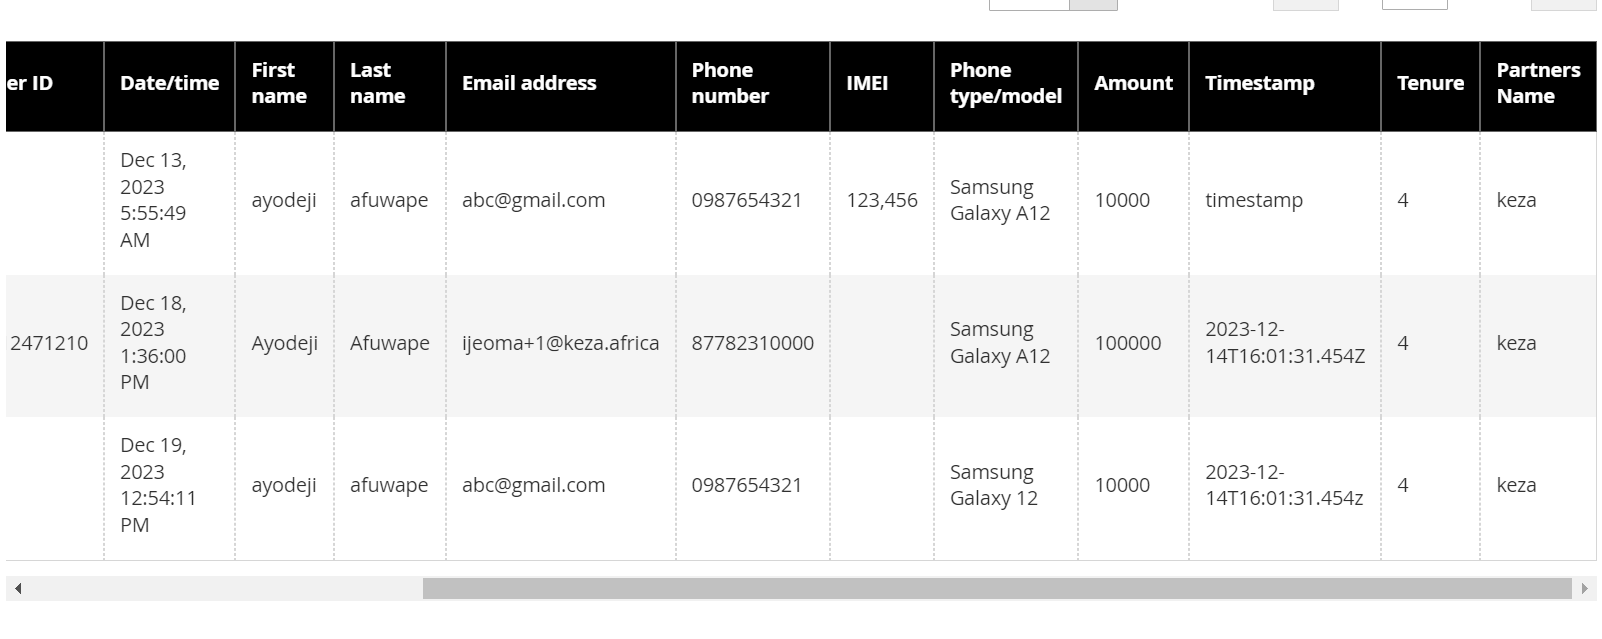 er ID
Date/time
First
name
Last
name
Email address
Phone
number
IMEI
Phone
type/model
Amount
Timestamp
Tenure
Partners
Name
Dec 13,
2023
5:55:49
AM
ayodeji
afuwape
abc@gmail.com
0987654321
123,456
Samsung
Galaxy A12
10000
timestamp
4
keza
2471210
Dec 18,
2023
1:36:00
PM
Ayodeji
Afuwape
ijeoma+1@keza.africa
87782310000
Samsung
Galaxy A12
100000
2023-12-
14T16:01:31.454Z
4
keza
Dec 19,
2023
12:54:11
PM
ayodeji
afuwape
abc@gmail.com
0987654321
Samsung
Galaxy 12
10000
2023-12-
14T16:01:31.454z
4
keza